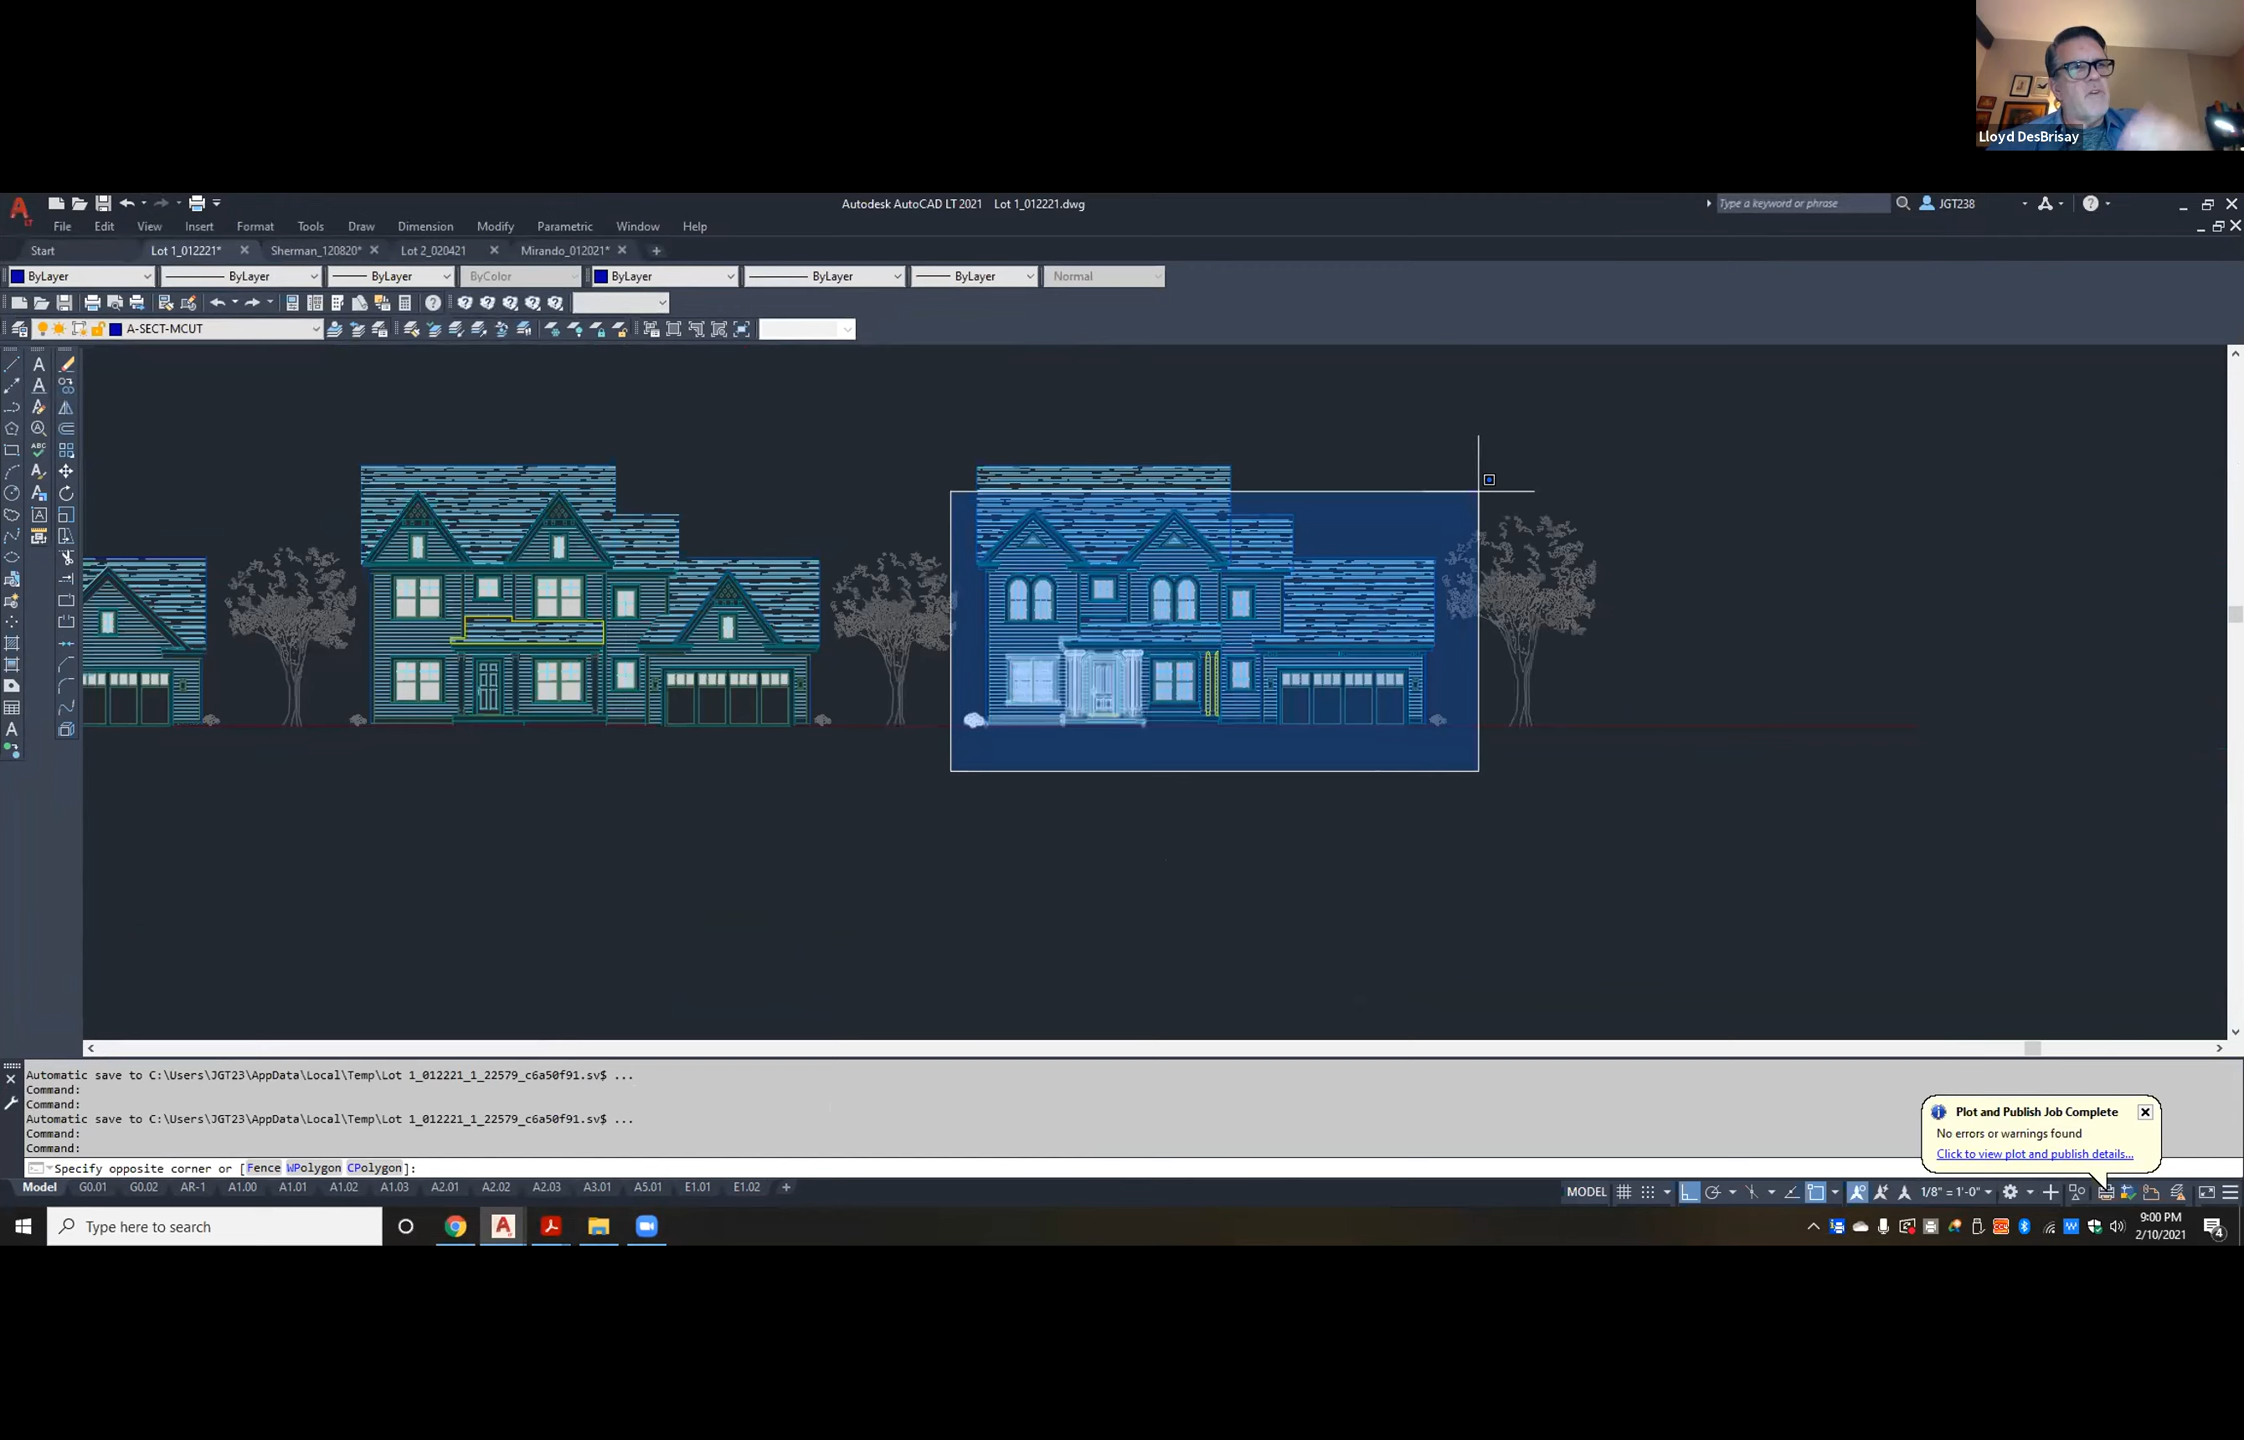 Lloyd DesBrisay
Autodesk AutoCAD LT 2021 Lot 1_012221.dwg
Type a keyword or phrase
JGT238
File Edit View Insert Format Tools Draw Dimension Modify Parametric Window Help
Start Lot 1_012221* Sherman_120820* Lot 2_020421 Mirando_012021*
ByLayer ByLayer ByLayer ByColor ByLayer ByLayer ByLayer Normal
A-SECT-MCUT
Automatic save to C:\Users\JGT23\AppData\Local\Temp\Lot 1_012221_1_22579_c6a50f91.sv$ ...
Command:
Command:
Automatic save to C:\Users\JGT23\AppData\Local\Temp\Lot 1_012221_1_22579_c6a50f91.sv$ ...
Command:
Command:
Specify opposite corner or [Fence WPolygon CPolygon]:
Plot and Publish Job Complete
No errors or warnings found
Click to view plot and publish details...
Model G0.01 G0.02 AR-1 A1.00 A1.01 A1.02 A1.03 A2.01 A2.02 A2.03 A3.01 A5.01 E1.01 E1.02
MODEL 1/8" = 1'-0"
Type here to search
9:00 PM
2/10/2021
4